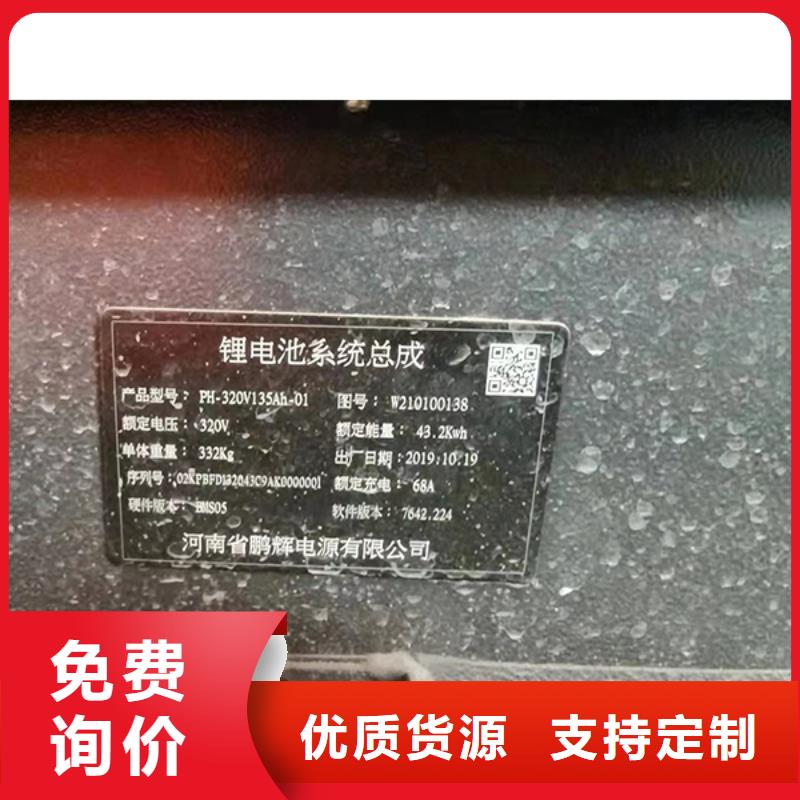 锂电池系统总成
产品型号： PH-320V135Ah-01 图号： W210100138
额定电压： 320V 额定能量： 43.2Kwh
单体重量： 332Kg 出厂日期：2019.10.19
序列号：02KPBFD132043C9AK0000001 额定充电： 68A
硬件版本： BMS05 软件版本： 7642.224
河南省鹏辉电源有限公司
免费
询价
优质货源 支持定制